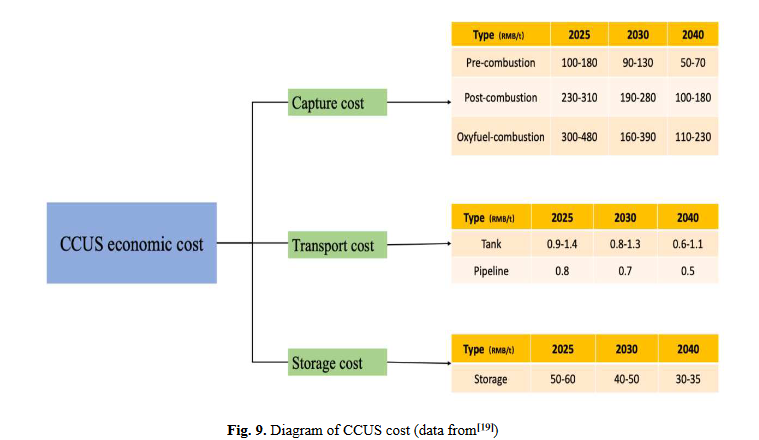 Type (RMB/t) 2025 2030 2040
Pre-combustion 100-180 90-130 50-70
Capture cost
Post-combustion 230-310 190-280 100-180
Oxyfuel-combustion 300-480 160-390 110-230
CCUS economic cost
Transport cost
Type (RMB/t) 2025 2030 2040
Tank 0.9-1.4 0.8-1.3 0.6-1.1
Pipeline 0.8 0.7 0.5
Storage cost
Type (RMB/t) 2025 2030 2040
Storage 50-60 40-50 30-35
Fig. 9. Diagram of CCUS cost (data from[19])